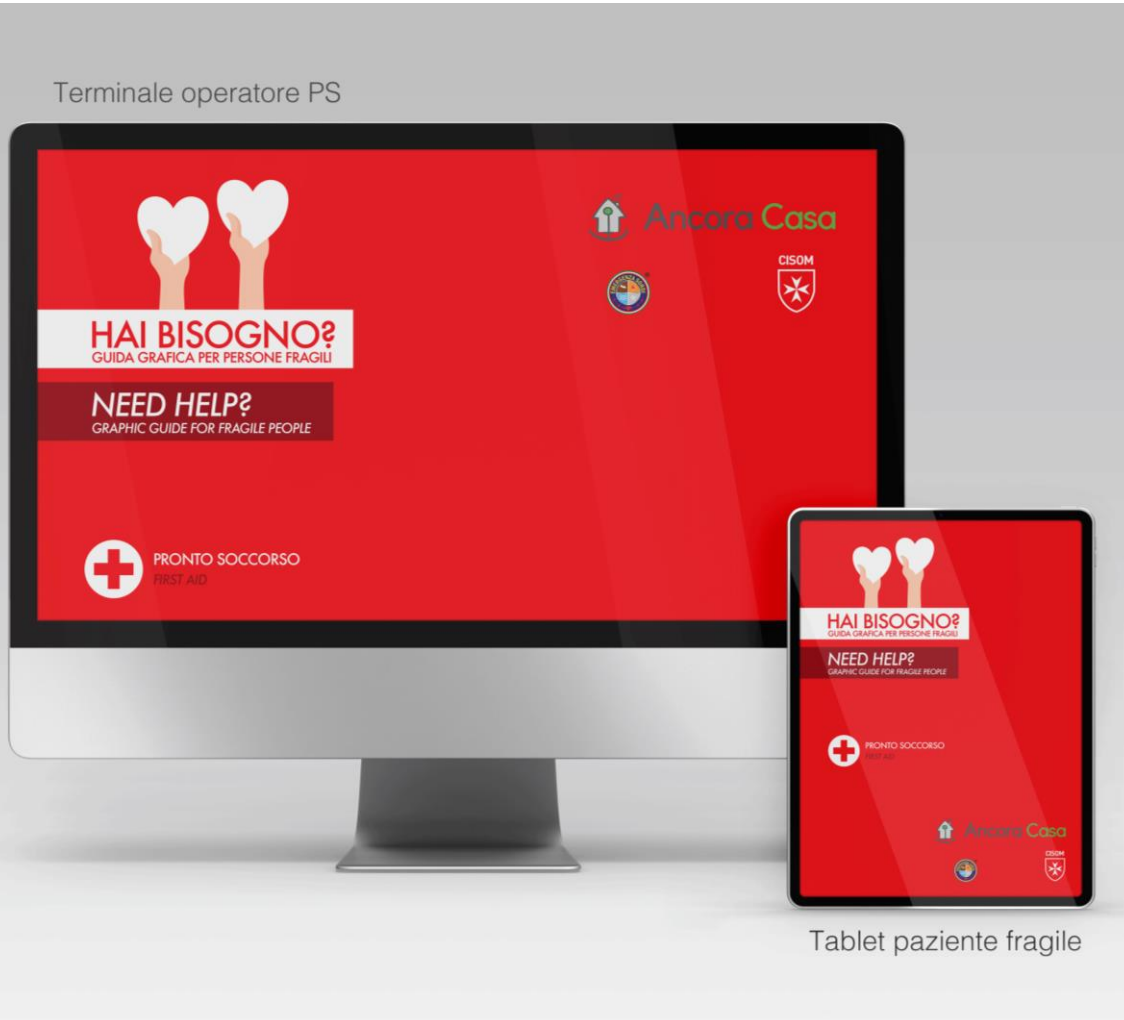 Terminale operatore PS
Ancora Casa
CISOM
HAI BISOGNO?
GUIDA GRAFICA PER PERSONE FRAGILI
NEED HELP?
GRAPHIC GUIDE FOR FRAGILE PEOPLE
PRONTO SOCCORSO
FIRST AID
HAI BISOGNO?
GUIDA GRAFICA PER PERSONE FRAGILI
NEED HELP?
GRAPHIC GUIDE FOR FRAGILE PEOPLE
PRONTO SOCCORSO
FIRST AID
Ancora Casa
CISOM
Tablet paziente fragile